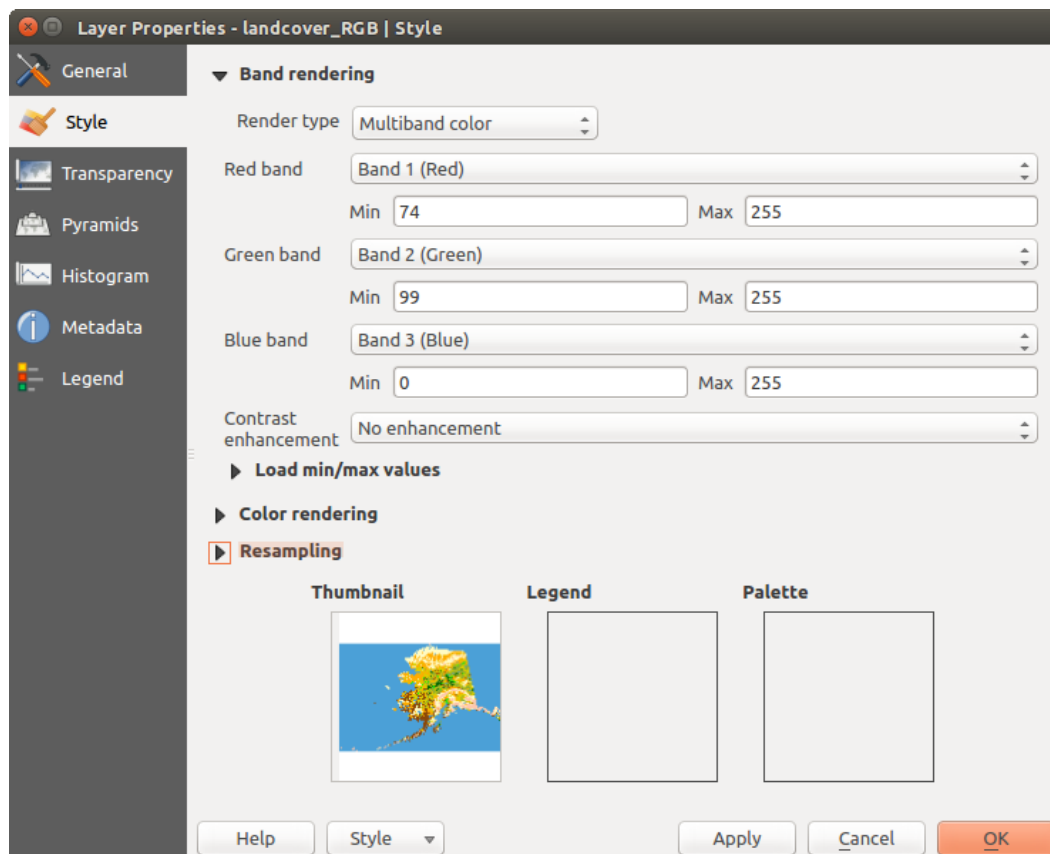 Layer Properties - landcover_RGB | Style
General
Style
Transparency
Pyramids
Histogram
Metadata
Legend
Band rendering
Render type Multiband color
Red band Band 1 (Red)
Min 74 Max 255
Green band Band 2 (Green)
Min 99 Max 255
Blue band Band 3 (Blue)
Min 0 Max 255
Contrast
enhancement No enhancement
Load min/max values
Color rendering
Resampling
Thumbnail Legend Palette
Help Style Apply Cancel OK